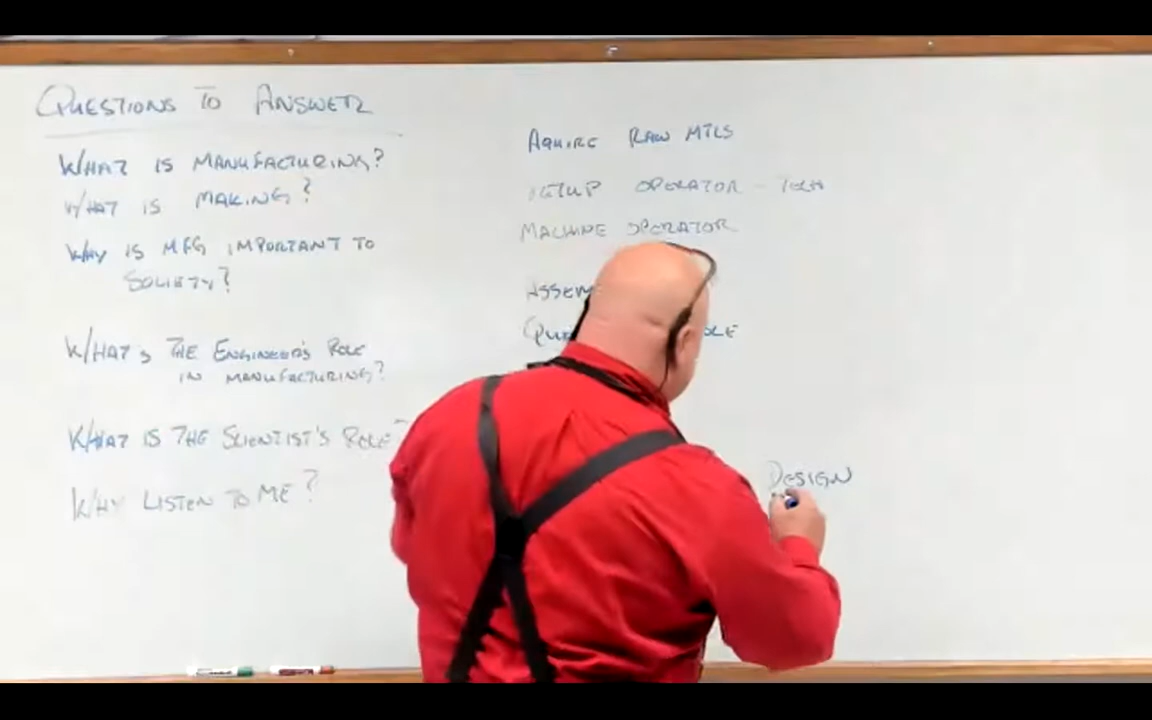 QUESTIONS TO ANSWER
WHAT IS MANUFACTURING?
WHAT IS MAKING?
WHY IS MFG IMPORTANT TO
SOCIETY?
WHAT'S THE ENGINEER'S ROLE
IN MANUFACTURING?
WHAT IS THE SCIENTIST'S ROLE?
WHY LISTEN TO ME?
AQUIRE RAW MTLS
SETUP OPERATOR - TECH
MACHINE OPERATOR
ASSEM
DESIGN